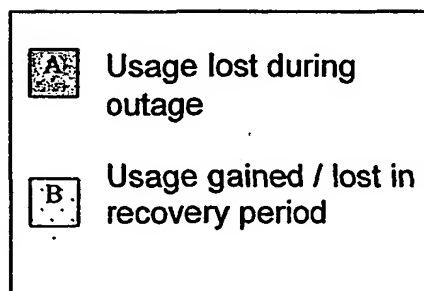 A Usage lost during
outage
B Usage gained / lost in
recovery period